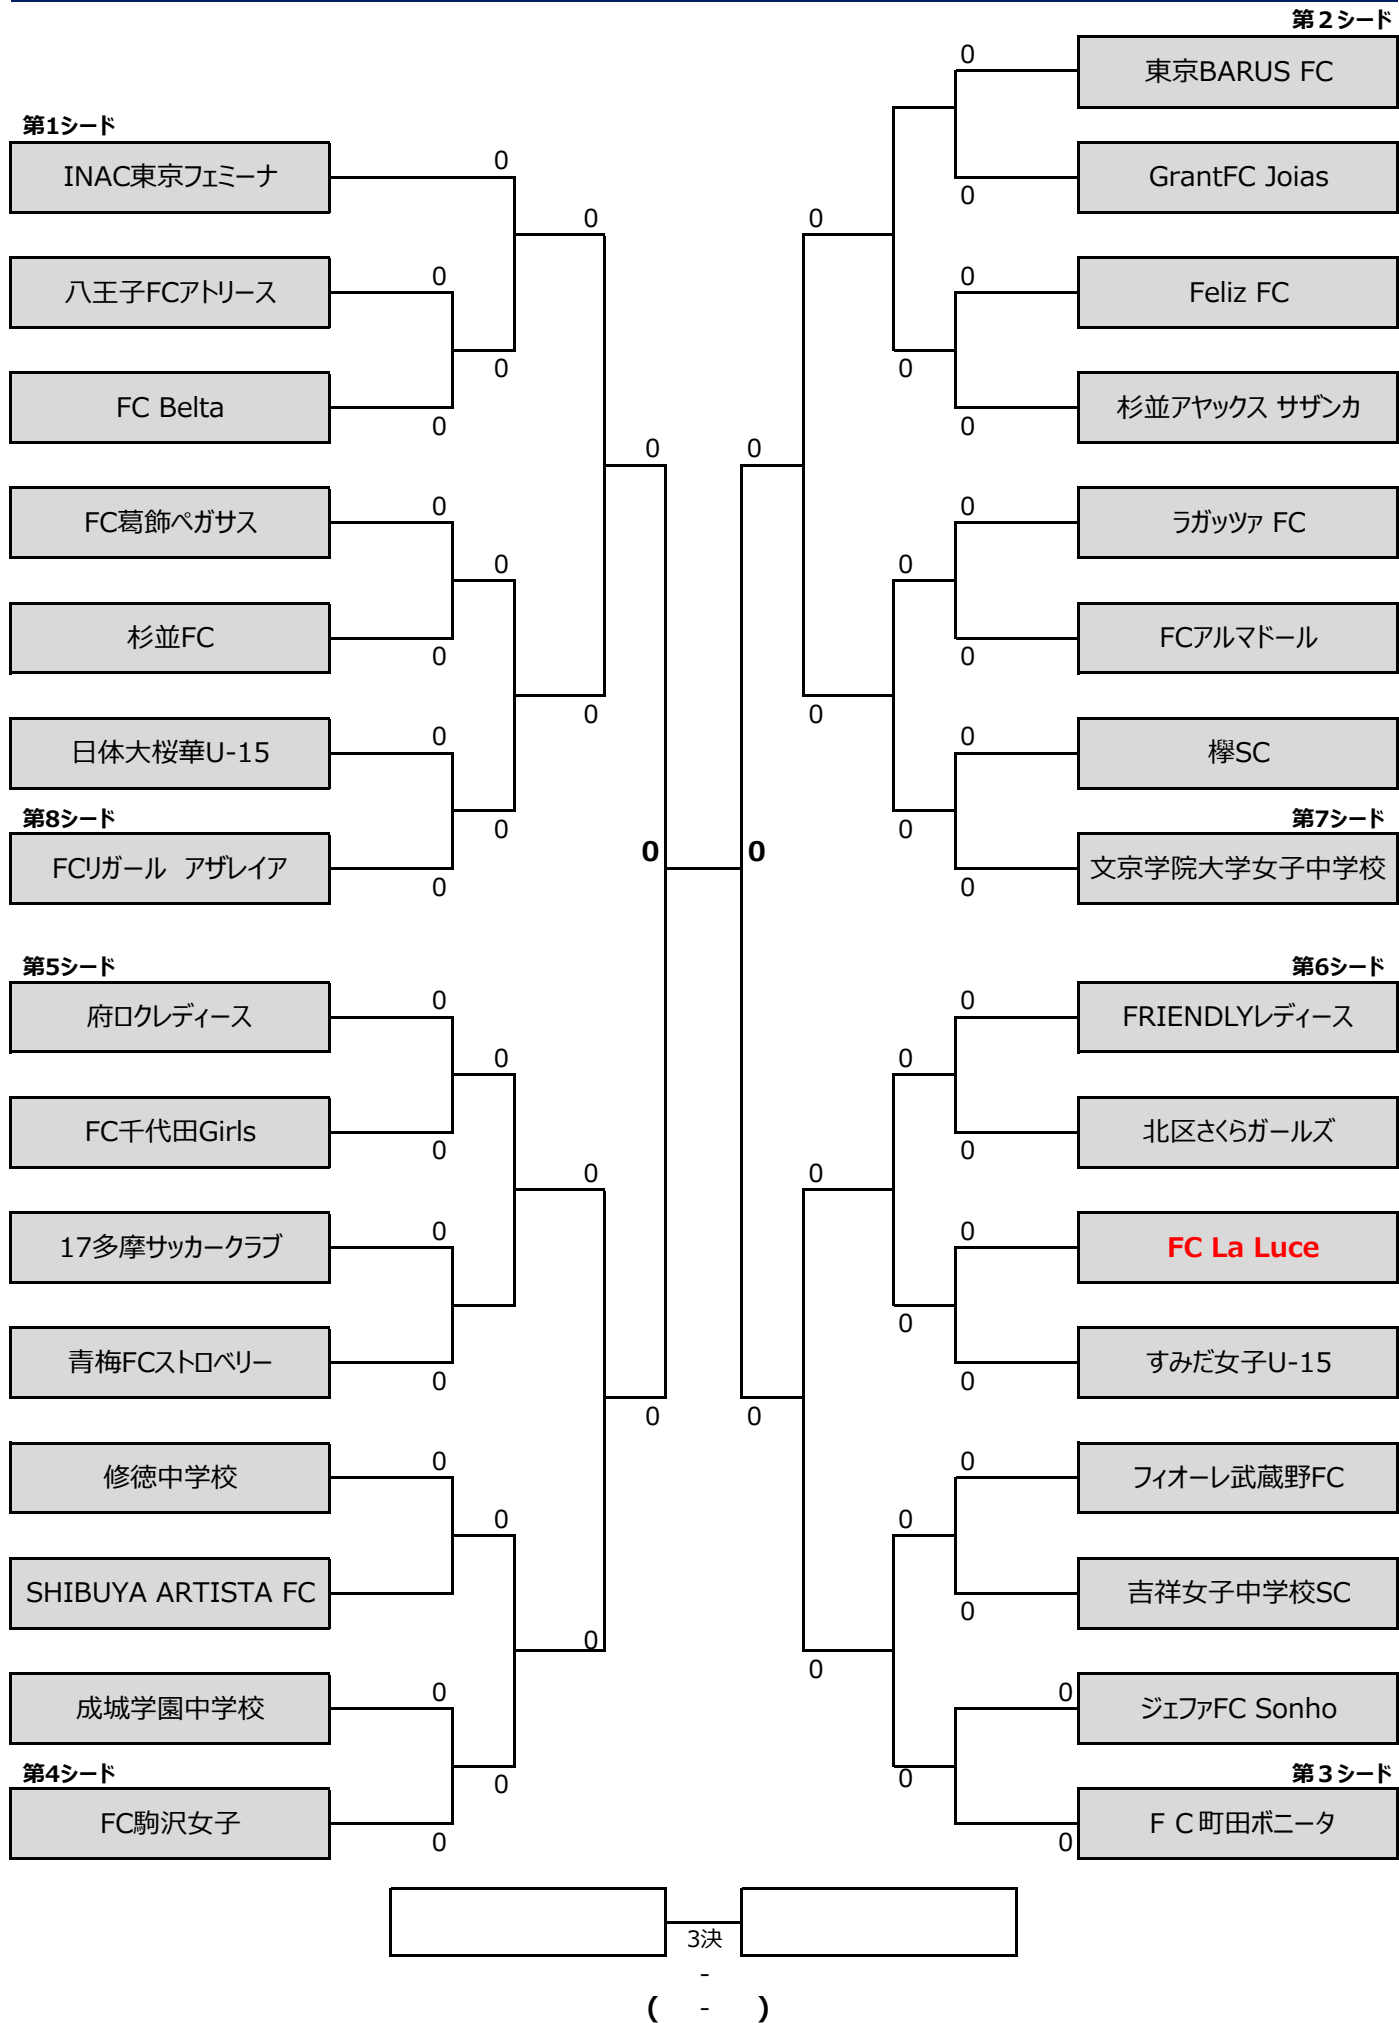 第２シード
0
東京BARUS FC
第1シード
INAC東京フェミーナ
0
0
GrantFC Joias
0
0
八王子FCアトリース
0
0
Feliz FC
0
0
FC Belta
0
0
杉並アヤックス サザンカ
0
0
FC葛飾ペガサス
0
0
ラガッツァ FC
0
0
杉並FC
0
0
FCアルマドール
0
0
日体大桜華U-15
0
0
欅SC
第8シード
0
0
第7シード
FCリガール　アザレイア
0
0
0
0
文京学院大学女子中学校
第5シード
第6シード
府ロクレディース
0
0
FRIENDLYレディース
0
0
FC千代田Girls
0
0
北区さくらガールズ
0
0
17多摩サッカークラブ
0
0
FC La Luce
0
青梅FCストロベリー
0
0
すみだ女子U-15
0
0
修徳中学校
0
0
フィオーレ武蔵野FC
0
0
SHIBUYA ARTISTA FC
0
吉祥女子中学校SC
0
0
成城学園中学校
0
0
ジェファFC Sonho
第4シード
0
0
第３シード
FC駒沢女子
0
0
ＦＣ町田ボニータ
3決
-
( - )